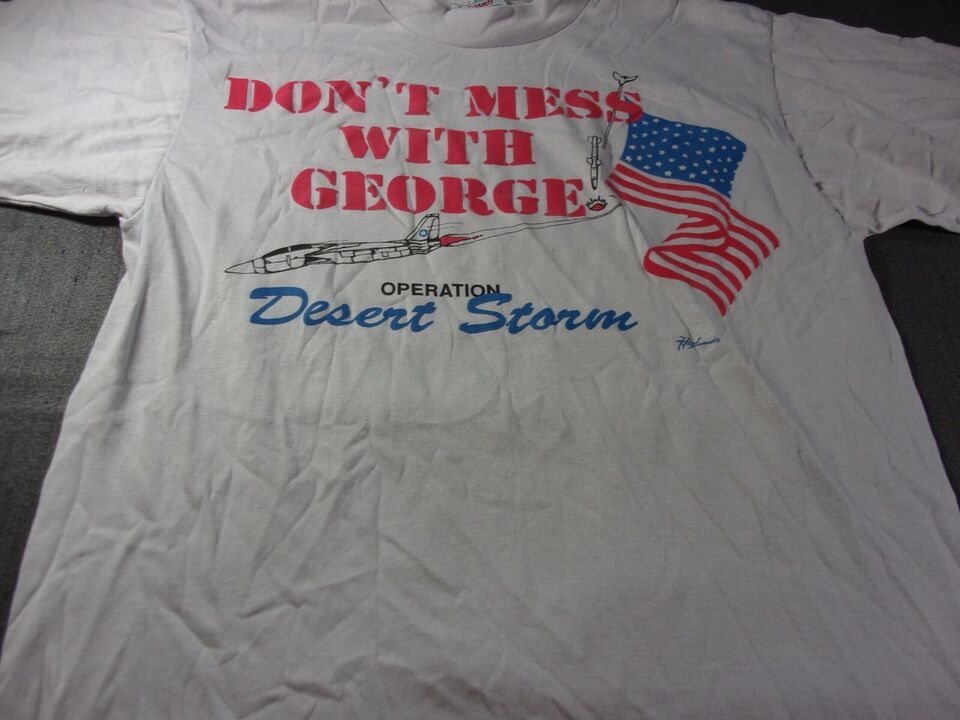 DON'T MESS
WITH
GEORGE
OPERATION
Desert Storm